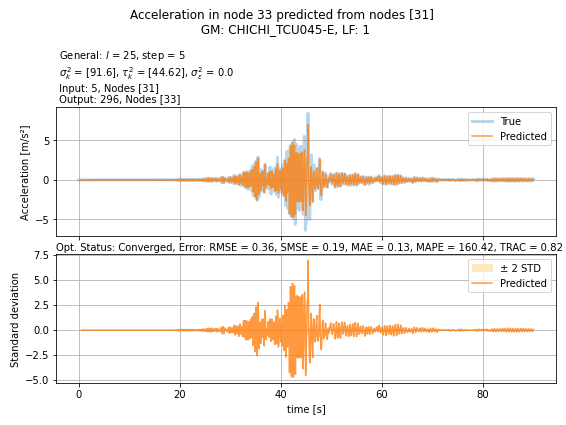 Acceleration in node 33 predicted from nodes [31]
GM: CHICHI_TCU045-E, LF: 1
General: l = 25, step = 5
σ²ₖ = [91.6], τ²ₖ = [44.62], σ²ε = 0.0
Input: 5, Nodes [31]
Output: 296, Nodes [33]
True
Predicted
5
0
−5
Acceleration [m/s²]
Opt. Status: Converged, Error: RMSE = 0.36, SMSE = 0.19, MAE = 0.13, MAPE = 160.42, TRAC = 0.82
± 2 STD
Predicted
7.5
5.0
2.5
0.0
−2.5
−5.0
Standard deviation
0 20 40 60 80
time [s]